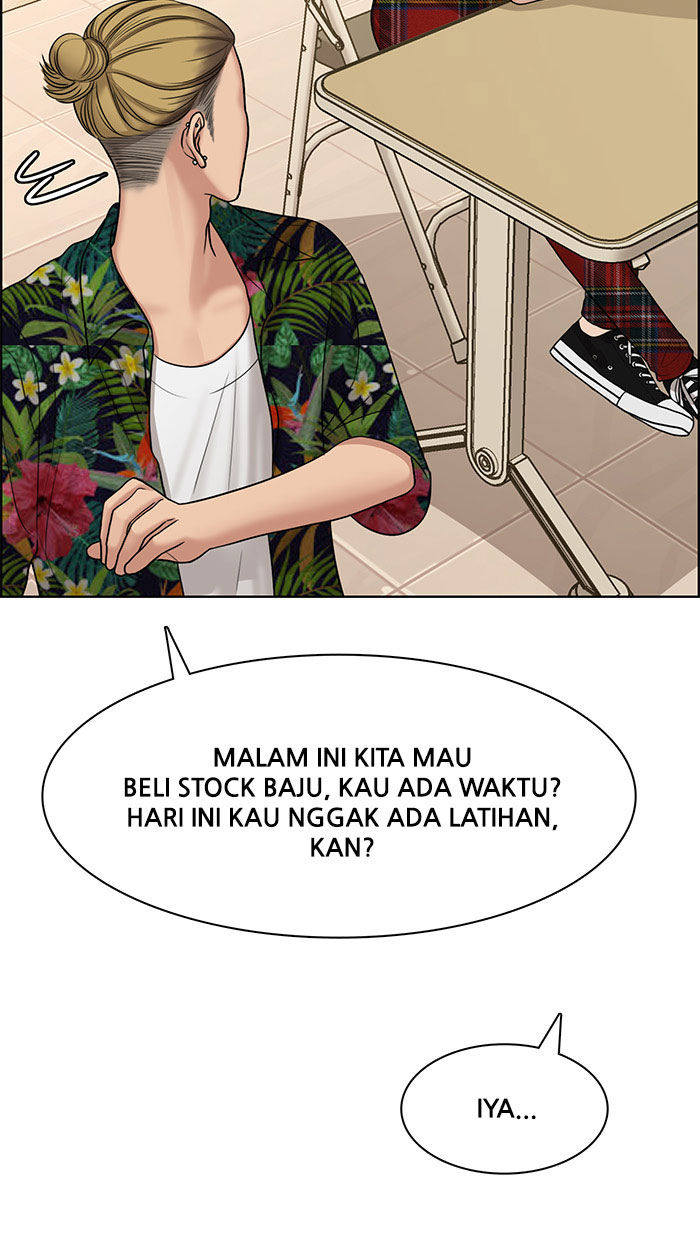 MALAM INI KITA MAU
BELI STOCK BAJU, KAU ADA WAKTU?
HARI INI KAU NGGAK ADA LATIHAN,
KAN?
IYA...